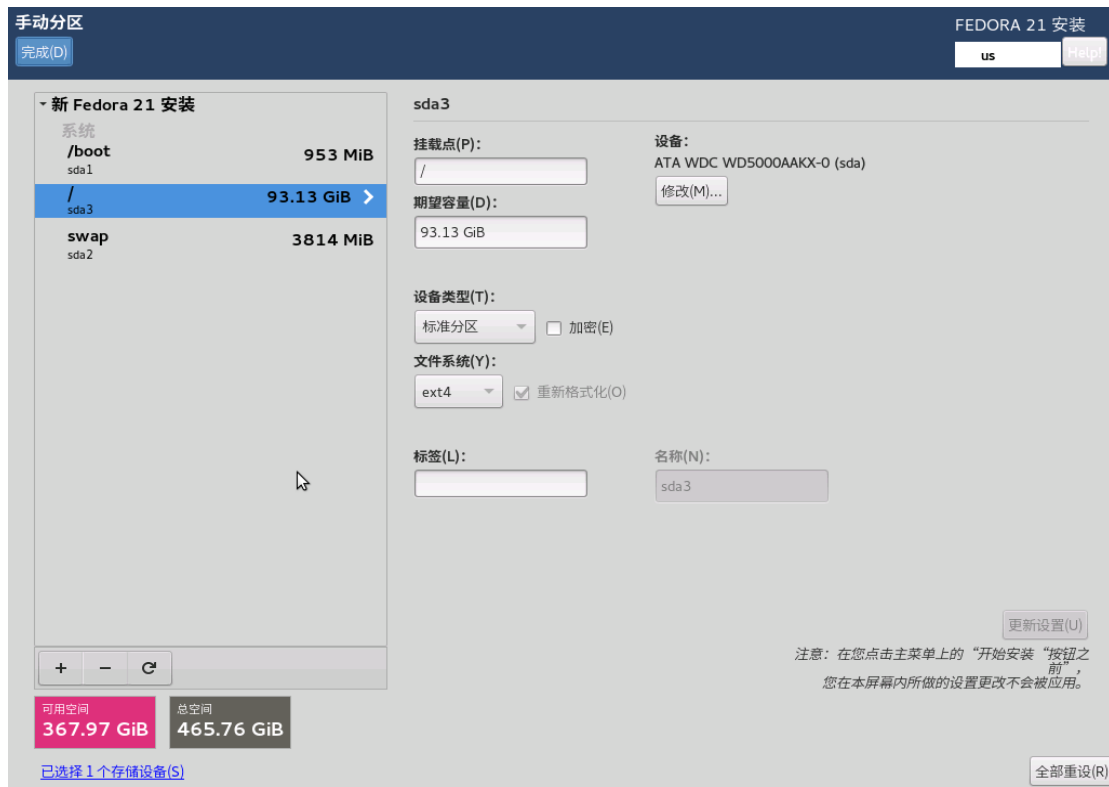 手动分区
完成(D)
FEDORA 21 安装
us
Help!
新 Fedora 21 安装
系统
/boot
953 MiB
sda1
/
93.13 GiB
sda3
swap
3814 MiB
sda2
sda3
挂载点(P)：
/
期望容量(D)：
93.13 GiB
设备：
ATA WDC WD5000AAKX-0 (sda)
修改(M)...
设备类型(T)：
标准分区
加密(E)
文件系统(Y)：
ext4
重新格式化(O)
标签(L)：
名称(N)：
sda3
更新设置(U)
注意：在您点击主菜单上的“开始安装“按钮之
前”，
您在本屏幕内所做的设置更改不会被应用。
+ −
可用空间
367.97 GiB
总空间
465.76 GiB
已选择 1 个存储设备(S)
全部重设(R)